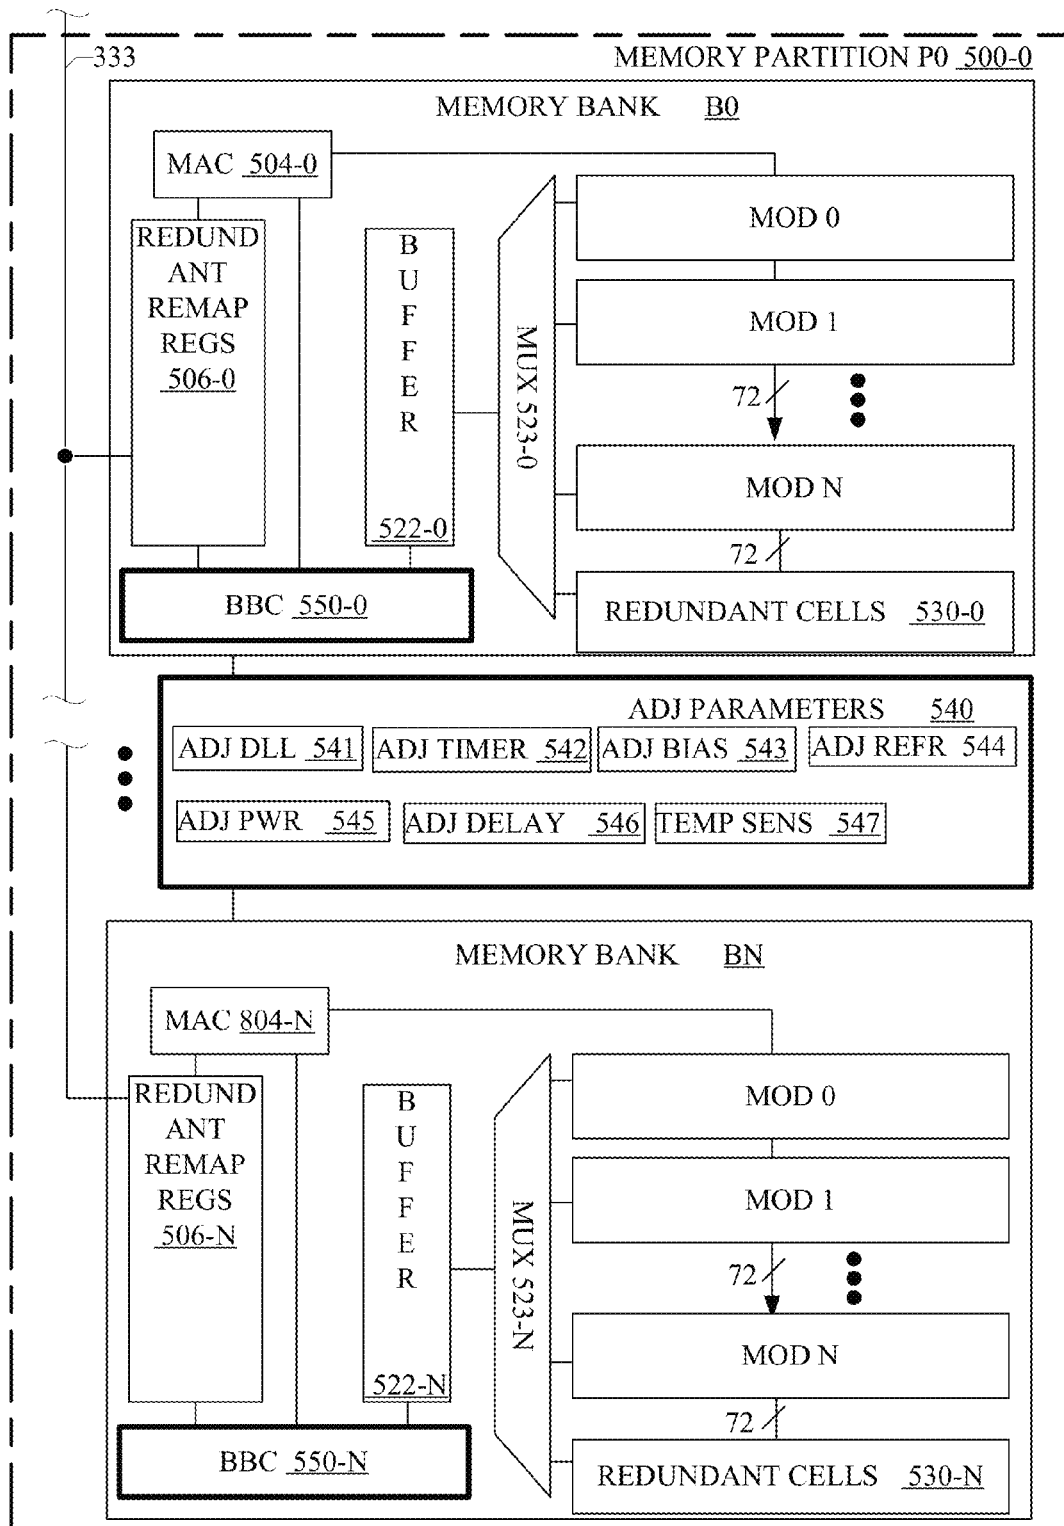 333
MEMORY PARTITION P0 500-0
MEMORY BANK B0
MAC 504-0
REDUND
ANT
REMAP
REGS
506-0
B
U
F
F
E
R
522-0
MUX 523-0
MOD 0
MOD 1
72
MOD N
72
BBC 550-0
REDUNDANT CELLS 530-0
ADJ PARAMETERS 540
ADJ DLL 541
ADJ TIMER 542
ADJ BIAS 543
ADJ REFR 544
ADJ PWR 545
ADJ DELAY 546
TEMP SENS 547
MEMORY BANK BN
MAC 804-N
REDUND
ANT
REMAP
REGS
506-N
B
U
F
F
E
R
522-N
MUX 523-N
MOD 0
MOD 1
72
MOD N
72
BBC 550-N
REDUNDANT CELLS 530-N